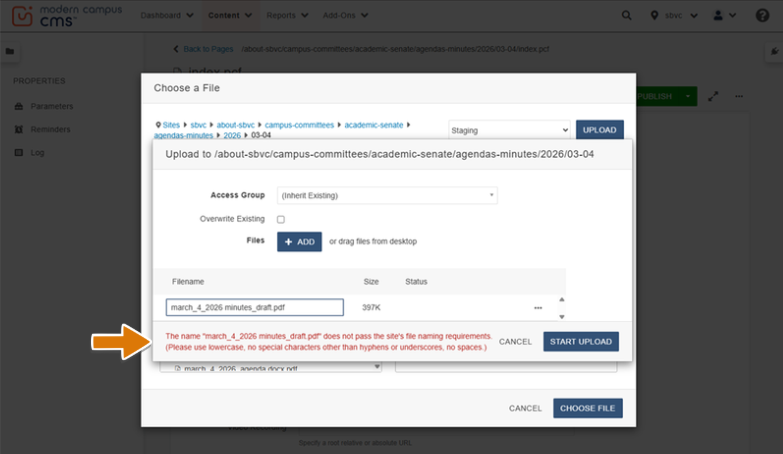 modern campus
cms™
Dashboard
Content
Reports
Add-Ons
sbvc
Back to Pages /about-sbvc/campus-committees/academic-senate/agendas-minutes/2026/03-04/index.pcf
index.pcf
PROPERTIES
Parameters
Reminders
Log
PUBLISH
Choose a File
Sites sbvc about-sbvc campus-committees academic-senate
agendas-minutes 2026 03-04
Staging
UPLOAD
Upload to /about-sbvc/campus-committees/academic-senate/agendas-minutes/2026/03-04
Access Group
(Inherit Existing)
Overwrite Existing
Files
+ ADD
or drag files from desktop
Filename
Size
Status
march_4_2026 minutes_draft.pdf
397K
The name "march_4_2026 minutes_draft.pdf" does not pass the site's file naming requirements.
(Please use lowercase, no special characters other than hyphens or underscores, no spaces.)
CANCEL
START UPLOAD
march_4_2026_agenda.docx.pdf
CANCEL
CHOOSE FILE
Specify a root relative or absolute URL.